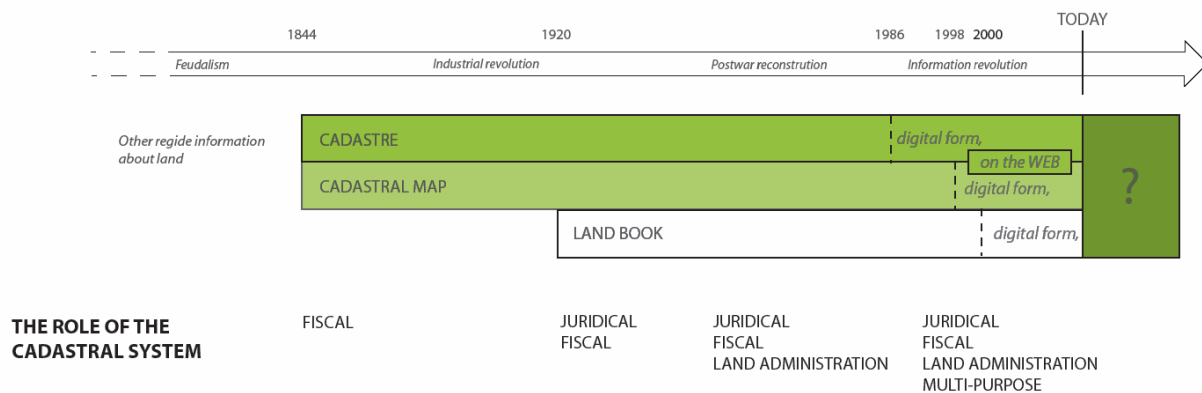 TODAY
1844 1920 1986 1998 2000
Feudalism Industrial revolution Postwar reconstrution Information revolution
Other regide information
about land
CADASTRE
digital form,
on the WEB
CADASTRAL MAP
digital form,
?
LAND BOOK
digital form,
THE ROLE OF THE
CADASTRAL SYSTEM
FISCAL
JURIDICAL
FISCAL
JURIDICAL
FISCAL
LAND ADMINISTRATION
JURIDICAL
FISCAL
LAND ADMINISTRATION
MULTI-PURPOSE